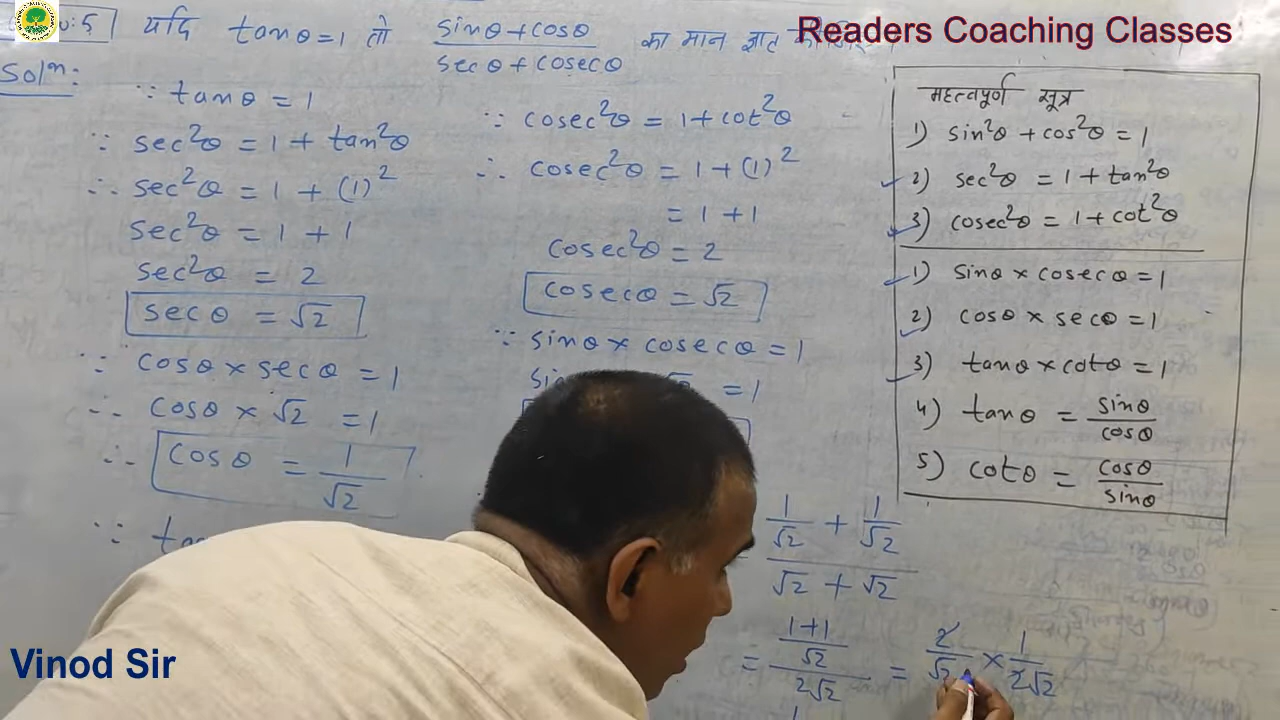 यदि tanθ=1 तो sinθ+cosθ / secθ+cosecθ का मान ज्ञात
Readers Coaching Classes
Solⁿ:
∵ tanθ = 1
∵ sec²θ = 1 + tan²θ
∴ sec²θ = 1 + (1)²
sec²θ = 1 + 1
sec²θ = 2
secθ = √2
∵ cosθ × secθ = 1
∴ cosθ × √2 = 1
∴ cosθ = 1/√2
∵ cosec²θ = 1+cot²θ
∴ cosec²θ = 1+(1)²
= 1+1
cosec²θ = 2
cosecθ = √2
∵ sinθ × cosecθ = 1
= 1
1/√2 + 1/√2
√2 + √2
= 1+1/√2 / 2√2 = 2/√2 × 1/2√2
महत्वपूर्ण सूत्र
1) sin²θ + cos²θ = 1
2) sec²θ = 1 + tan²θ
3) cosec²θ = 1+cot²θ
1) sinθ × cosecθ = 1
2) cosθ × secθ = 1
3) tanθ × cotθ = 1
4) tanθ = sinθ/cosθ
5) cotθ = cosθ/sinθ
Vinod Sir